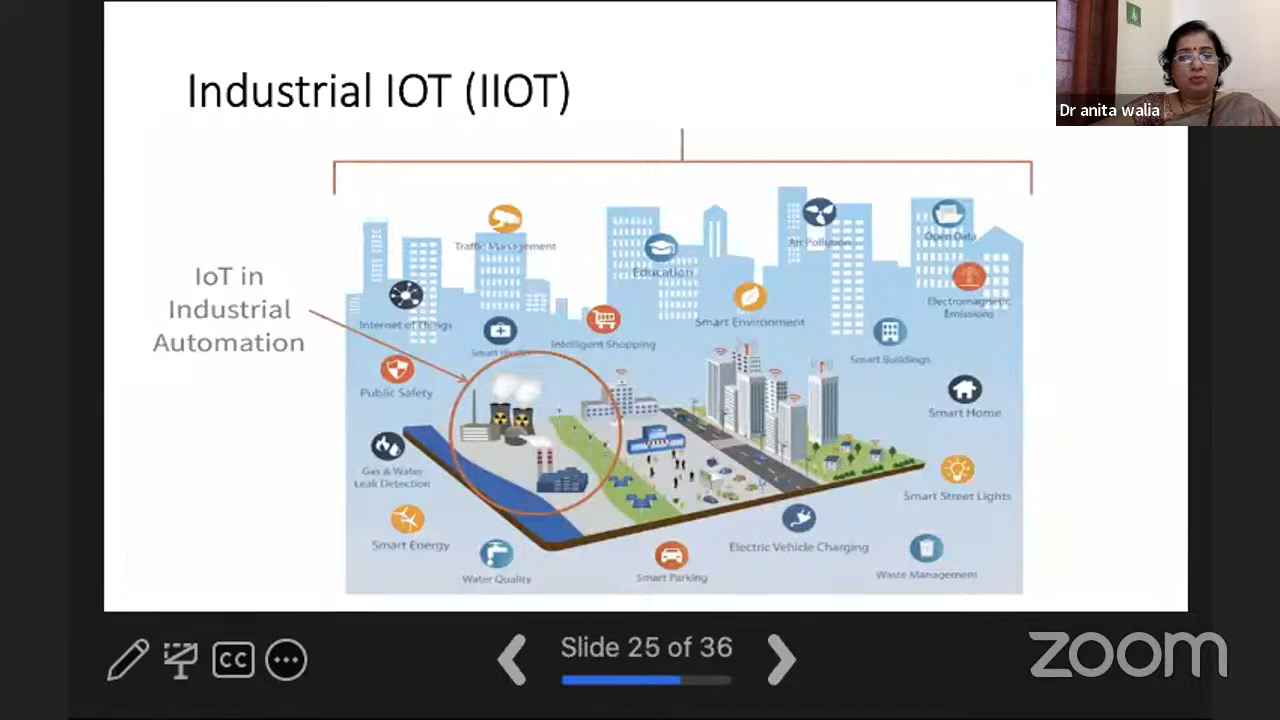 Industrial IOT (IIOT)
Dr anita walia
Traffic Management
Air Pollution
Open Data
Education
IoT in
Industrial
Automation
Internet of Things
Smart Health
Intelligent Shopping
Smart Environment
Electromagnetic
Emissions
Smart Buildings
Public Safety
Smart Home
Gas & Water
Leak Detection
Smart Street Lights
Smart Energy
Water Quality
Smart Parking
Electric Vehicle Charging
Waste Management
CC
Slide 25 of 36
zoom